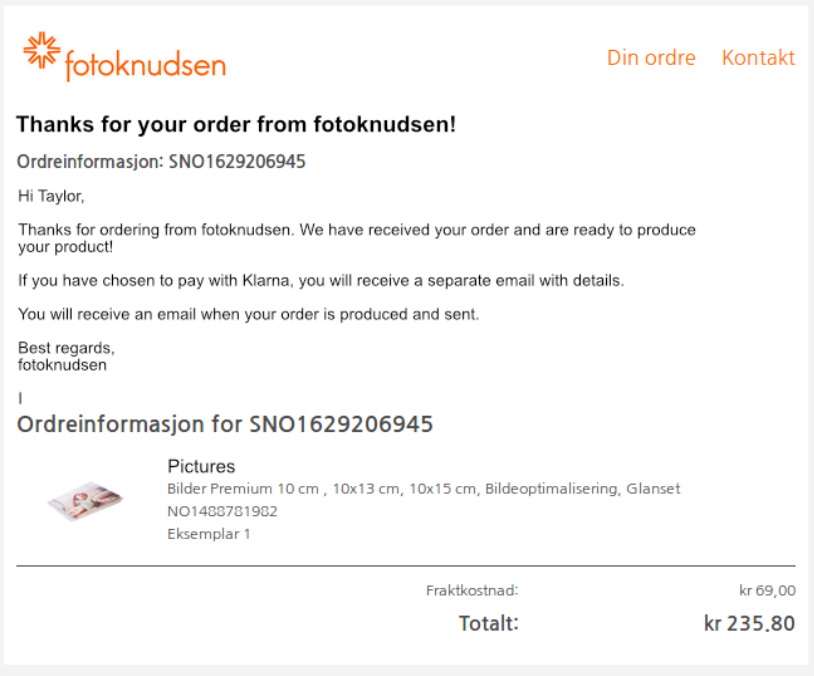 fotoknudsen
Din ordre Kontakt
Thanks for your order from fotoknudsen!
Ordreinformasjon: SNO1629206945
Hi Taylor,
Thanks for ordering from fotoknudsen. We have received your order and are ready to produce
your product!
If you have chosen to pay with Klarna, you will receive a separate email with details.
You will receive an email when your order is produced and sent.
Best regards,
fotoknudsen
|
Ordreinformasjon for SNO1629206945
Pictures
Bilder Premium 10 cm , 10x13 cm, 10x15 cm, Bildeoptimalisering, Glanset
NO1488781982
Eksemplar 1
Fraktkostnad: kr 69,00
Totalt: kr 235,80